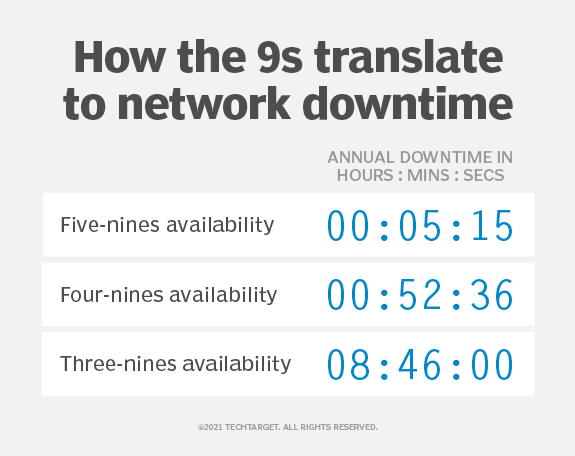 How the 9s translate
to network downtime
ANNUAL DOWNTIME IN
HOURS : MINS : SECS
Five-nines availability 00:05:15
Four-nines availability 00:52:36
Three-nines availability 08:46:00
©2021 TECHTARGET. ALL RIGHTS RESERVED.